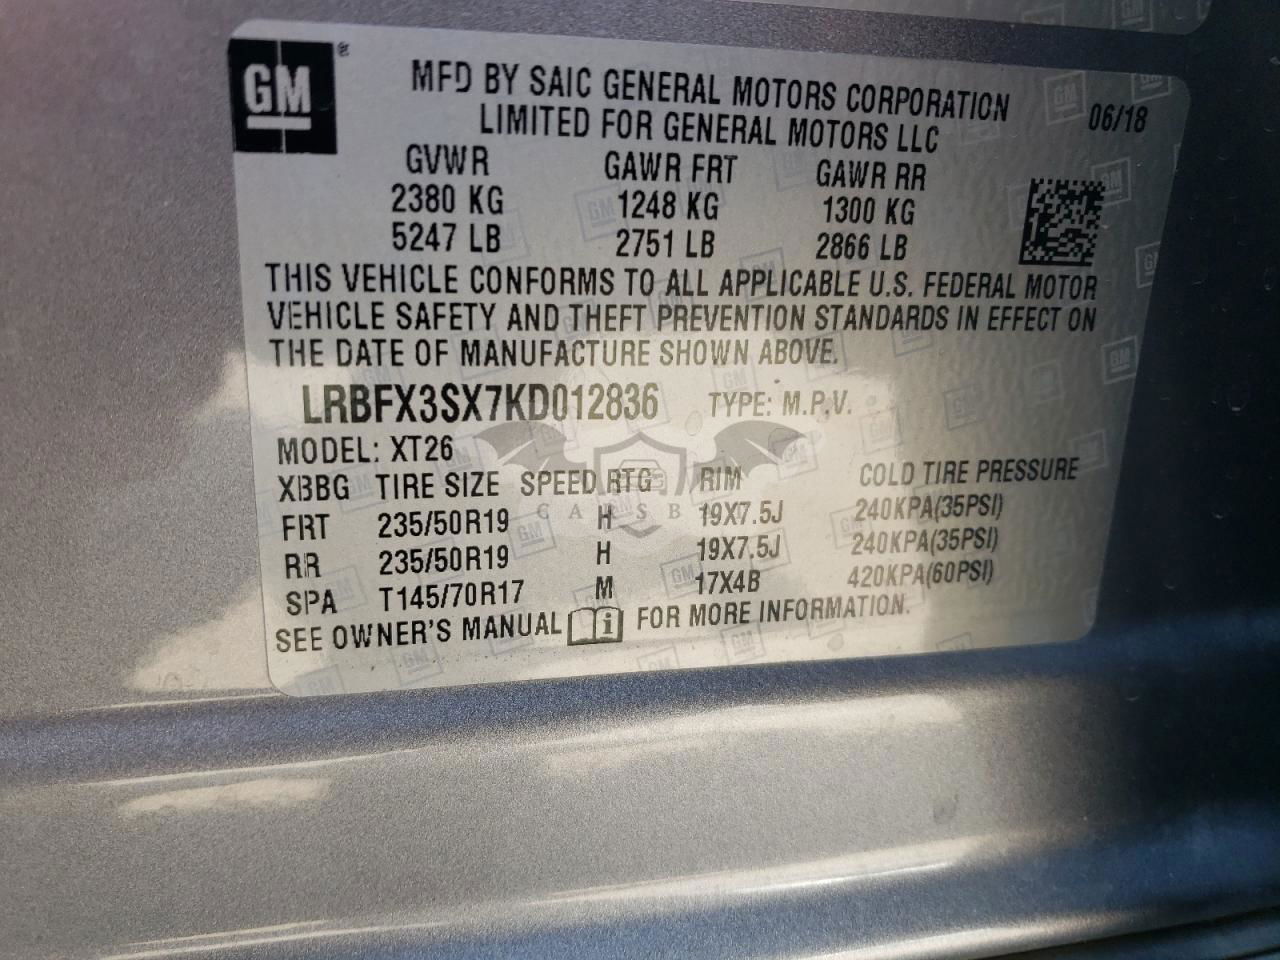 GM ®
MFD BY SAIC GENERAL MOTORS CORPORATION
LIMITED FOR GENERAL MOTORS LLC
06/18
GVWR GAWR FRT GAWR RR
2380 KG 1248 KG 1300 KG
5247 LB 2751 LB 2866 LB
THIS VEHICLE CONFORMS TO ALL APPLICABLE U.S. FEDERAL MOTOR
VEHICLE SAFETY AND THEFT PREVENTION STANDARDS IN EFFECT ON
THE DATE OF MANUFACTURE SHOWN ABOVE.
LRBFX3SX7KD012836 TYPE: M.P.V.
MODEL: XT26
XBBG TIRE SIZE SPEED RTG RIM COLD TIRE PRESSURE
FRT 235/50R19 H 19X7.5J 240KPA(35PSI)
RR 235/50R19 H 19X7.5J 240KPA(35PSI)
SPA T145/70R17 M 17X4B 420KPA(60PSI)
SEE OWNER'S MANUAL i FOR MORE INFORMATION.